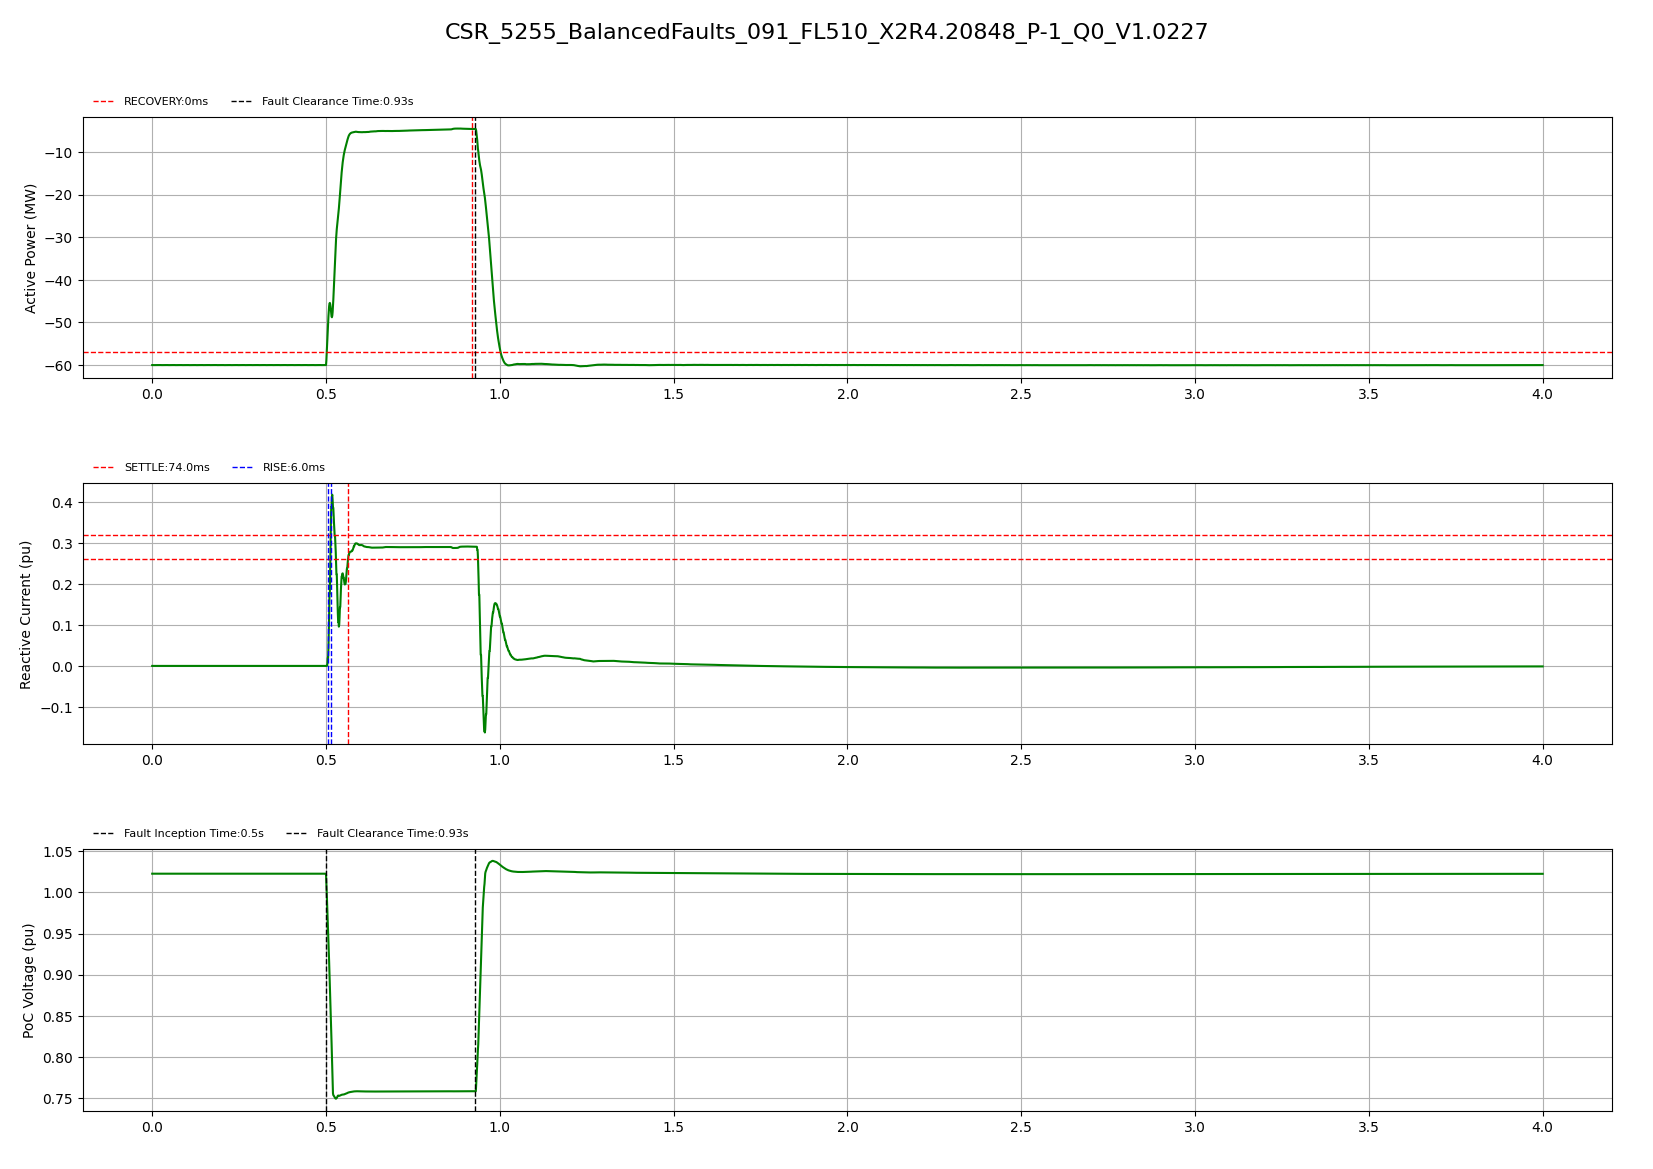 CSR_5255_BalancedFaults_091_FL510_X2R4.20848_P-1_Q0_V1.0227
RECOVERY:0ms Fault Clearance Time:0.93s
Active Power (MW)
−10
−20
−30
−40
−50
−60
0.0 0.5 1.0 1.5 2.0 2.5 3.0 3.5 4.0
SETTLE:74.0ms RISE:6.0ms
Reactive Current (pu)
0.4
0.3
0.2
0.1
0.0
−0.1
0.0 0.5 1.0 1.5 2.0 2.5 3.0 3.5 4.0
Fault Inception Time:0.5s Fault Clearance Time:0.93s
PoC Voltage (pu)
1.05
1.00
0.95
0.90
0.85
0.80
0.75
0.0 0.5 1.0 1.5 2.0 2.5 3.0 3.5 4.0